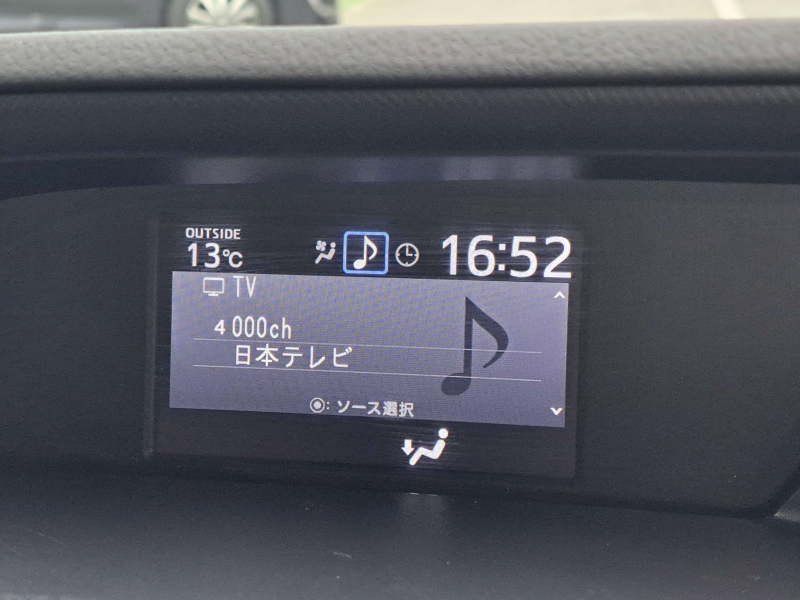 OUTSIDE
13℃
16:52
TV
4 000ch
日本テレビ
◉: ソース選択